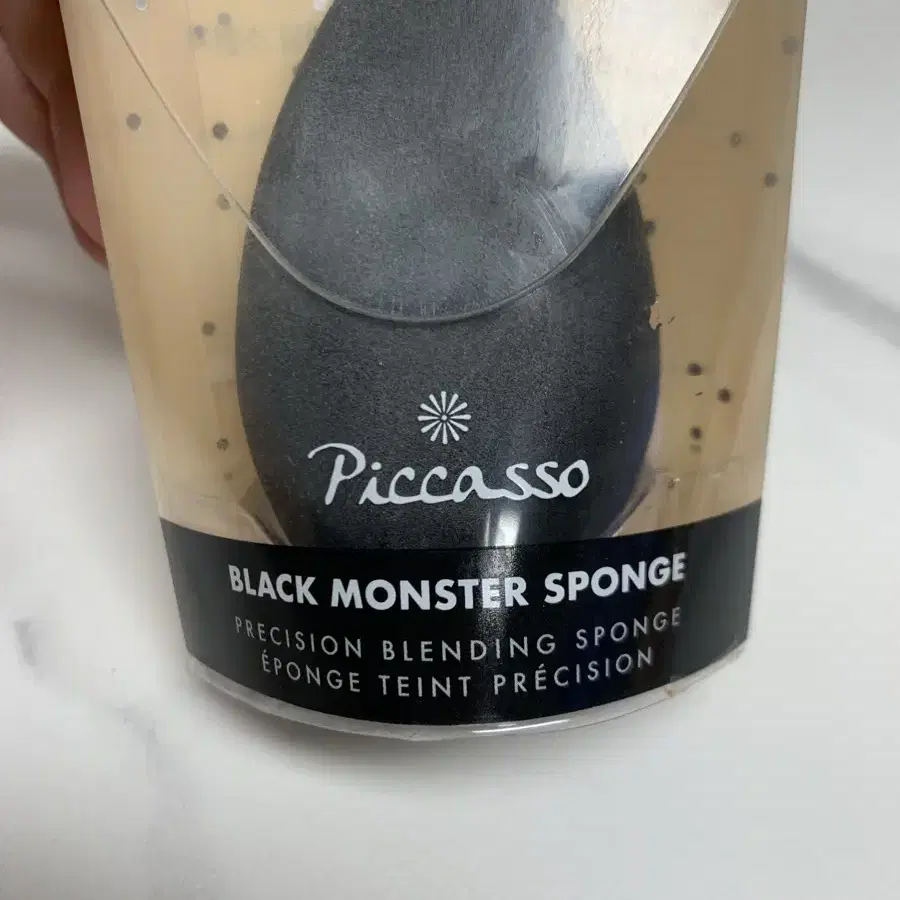 Piccasso
BLACK MONSTER SPONGE
PRECISION BLENDING SPONGE
ÉPONGE TEINT PRÉCISION